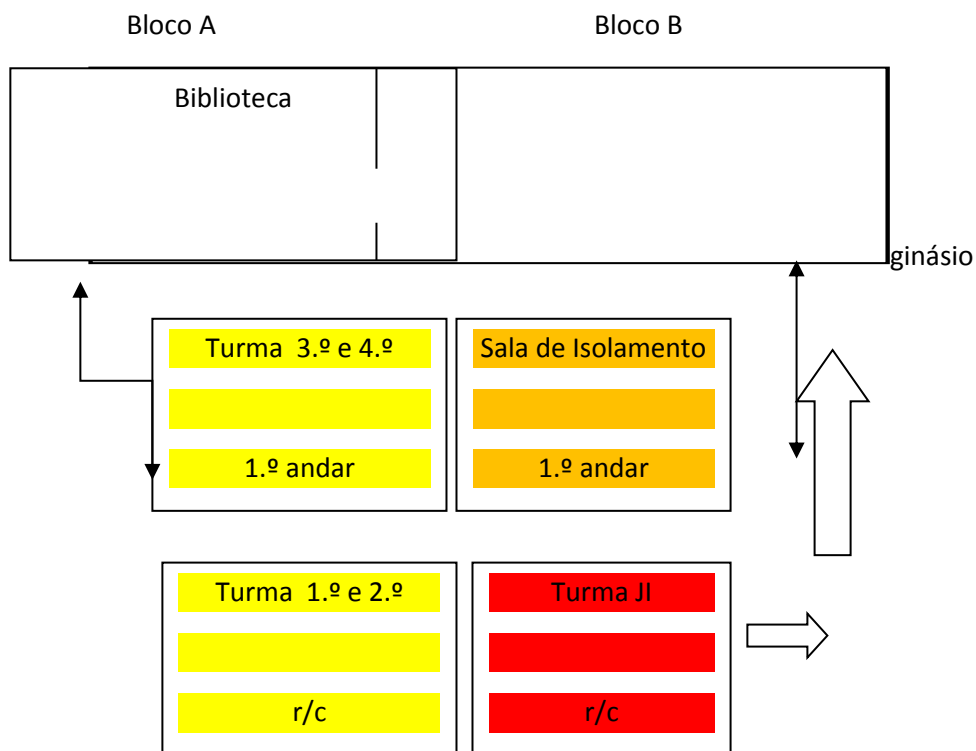 Bloco A
Bloco B
Biblioteca
ginásio
Turma 3.º e 4.º
1.º andar
Sala de Isolamento
1.º andar
Turma 1.º e 2.º
r/c
Turma JI
r/c